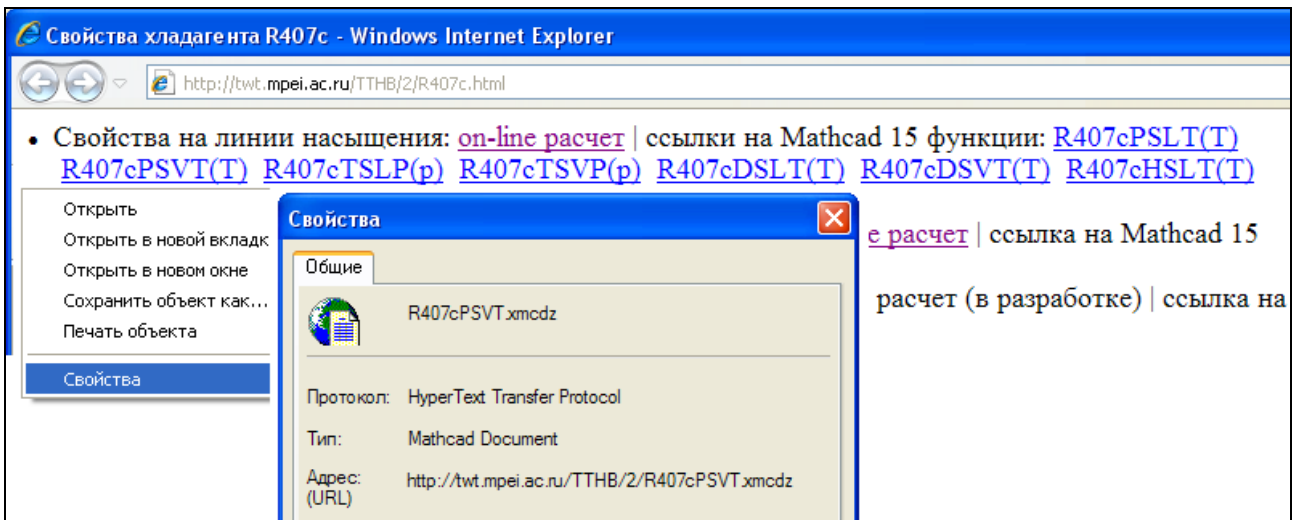 Свойства хладагента R407c - Windows Internet Explorer
http://twt.mpei.ac.ru/TTHB/2/R407c.html
• Свойства на линии насыщения: on-line расчет | ссылки на Mathcad 15 функции: R407cPSLT(T)
R407cPSVT(T) R407cTSLP(p) R407cTSVP(p) R407cDSLT(T) R407cDSVT(T) R407cHSLT(T)
е расчет | ссылка на Mathcad 15
расчет (в разработке) | ссылка на
Открыть
Открыть в новой вкладк
Открыть в новом окне
Сохранить объект как...
Печать объекта
Свойства
Свойства
Общие
R407cPSVT.xmcdz
Протокол: HyperText Transfer Protocol
Тип: Mathcad Document
Адрес: http://twt.mpei.ac.ru/TTHB/2/R407cPSVT.xmcdz
(URL)